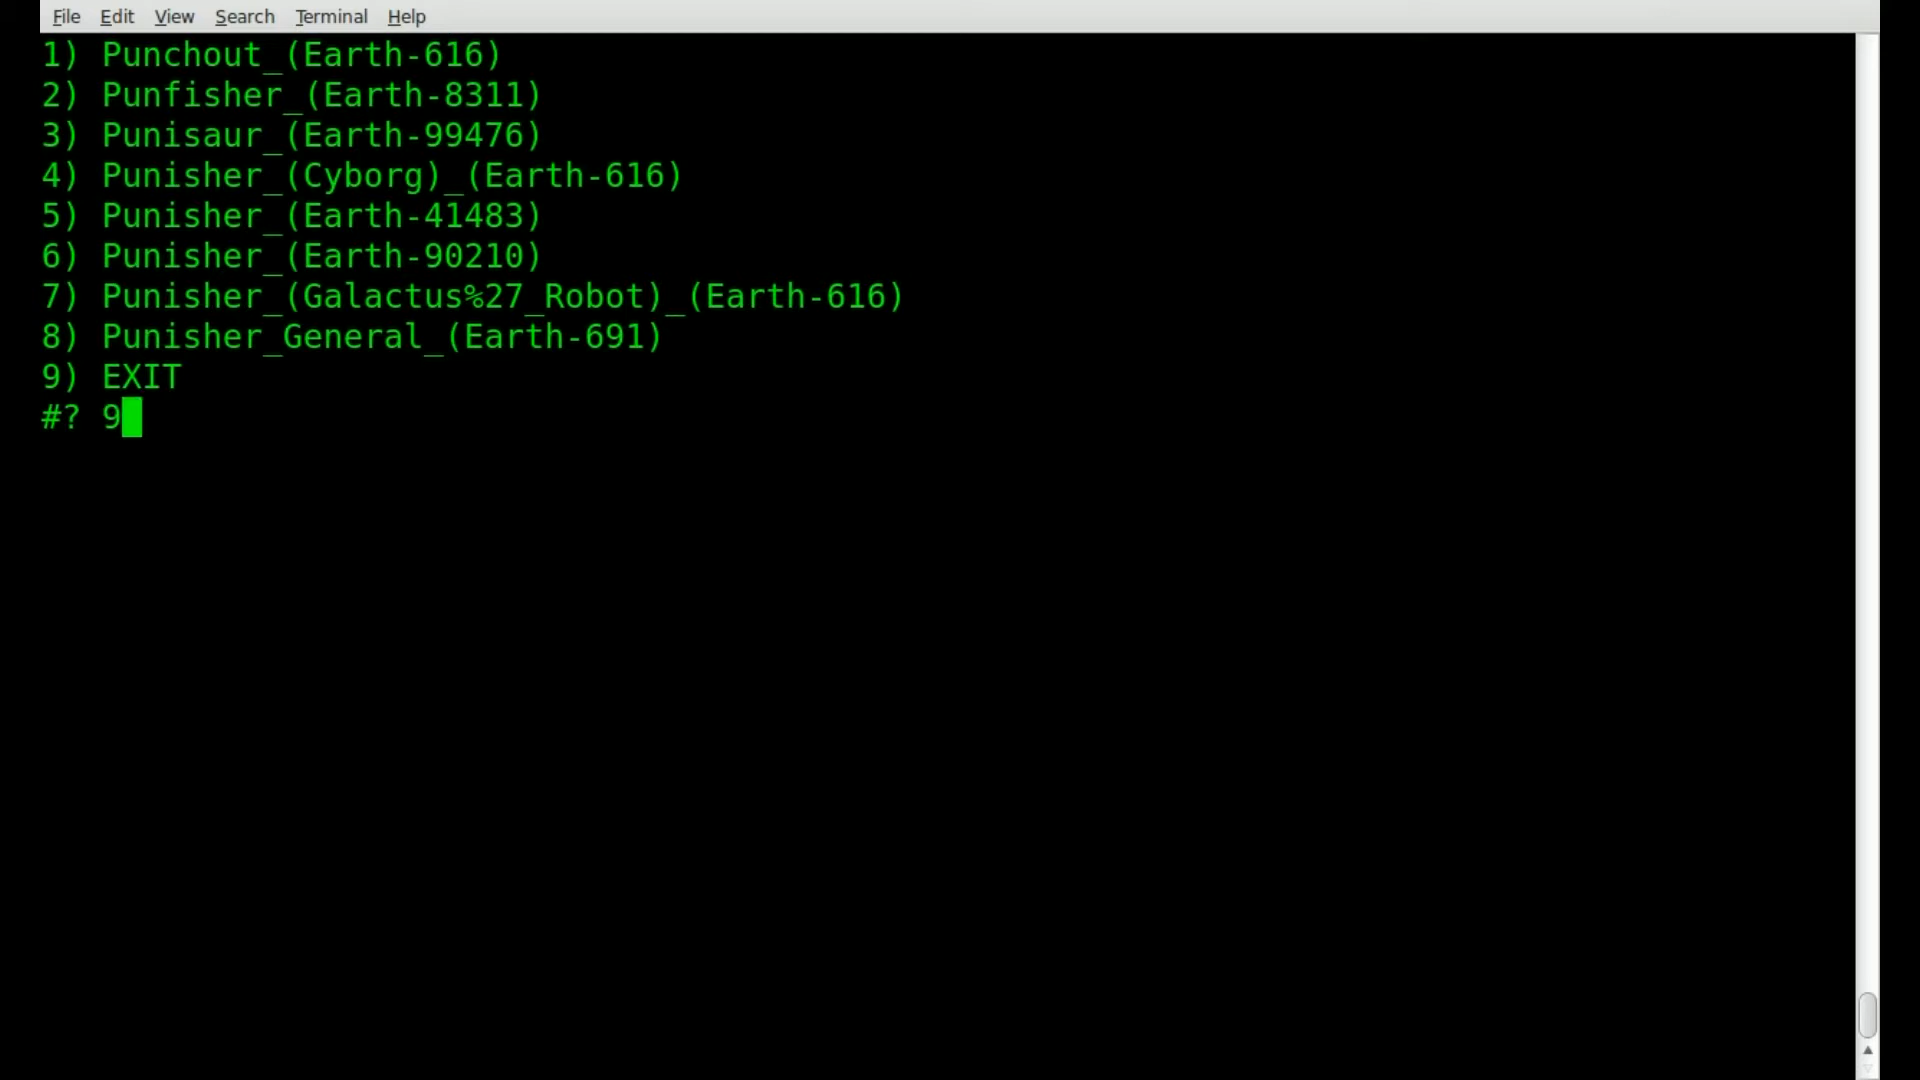 File Edit View Search Terminal Help
1) Punchout_(Earth-616)
2) Punfisher_(Earth-8311)
3) Punisaur_(Earth-99476)
4) Punisher_(Cyborg)_(Earth-616)
5) Punisher_(Earth-41483)
6) Punisher_(Earth-90210)
7) Punisher_(Galactus%27_Robot)_(Earth-616)
8) Punisher_General_(Earth-691)
9) EXIT
#? 9